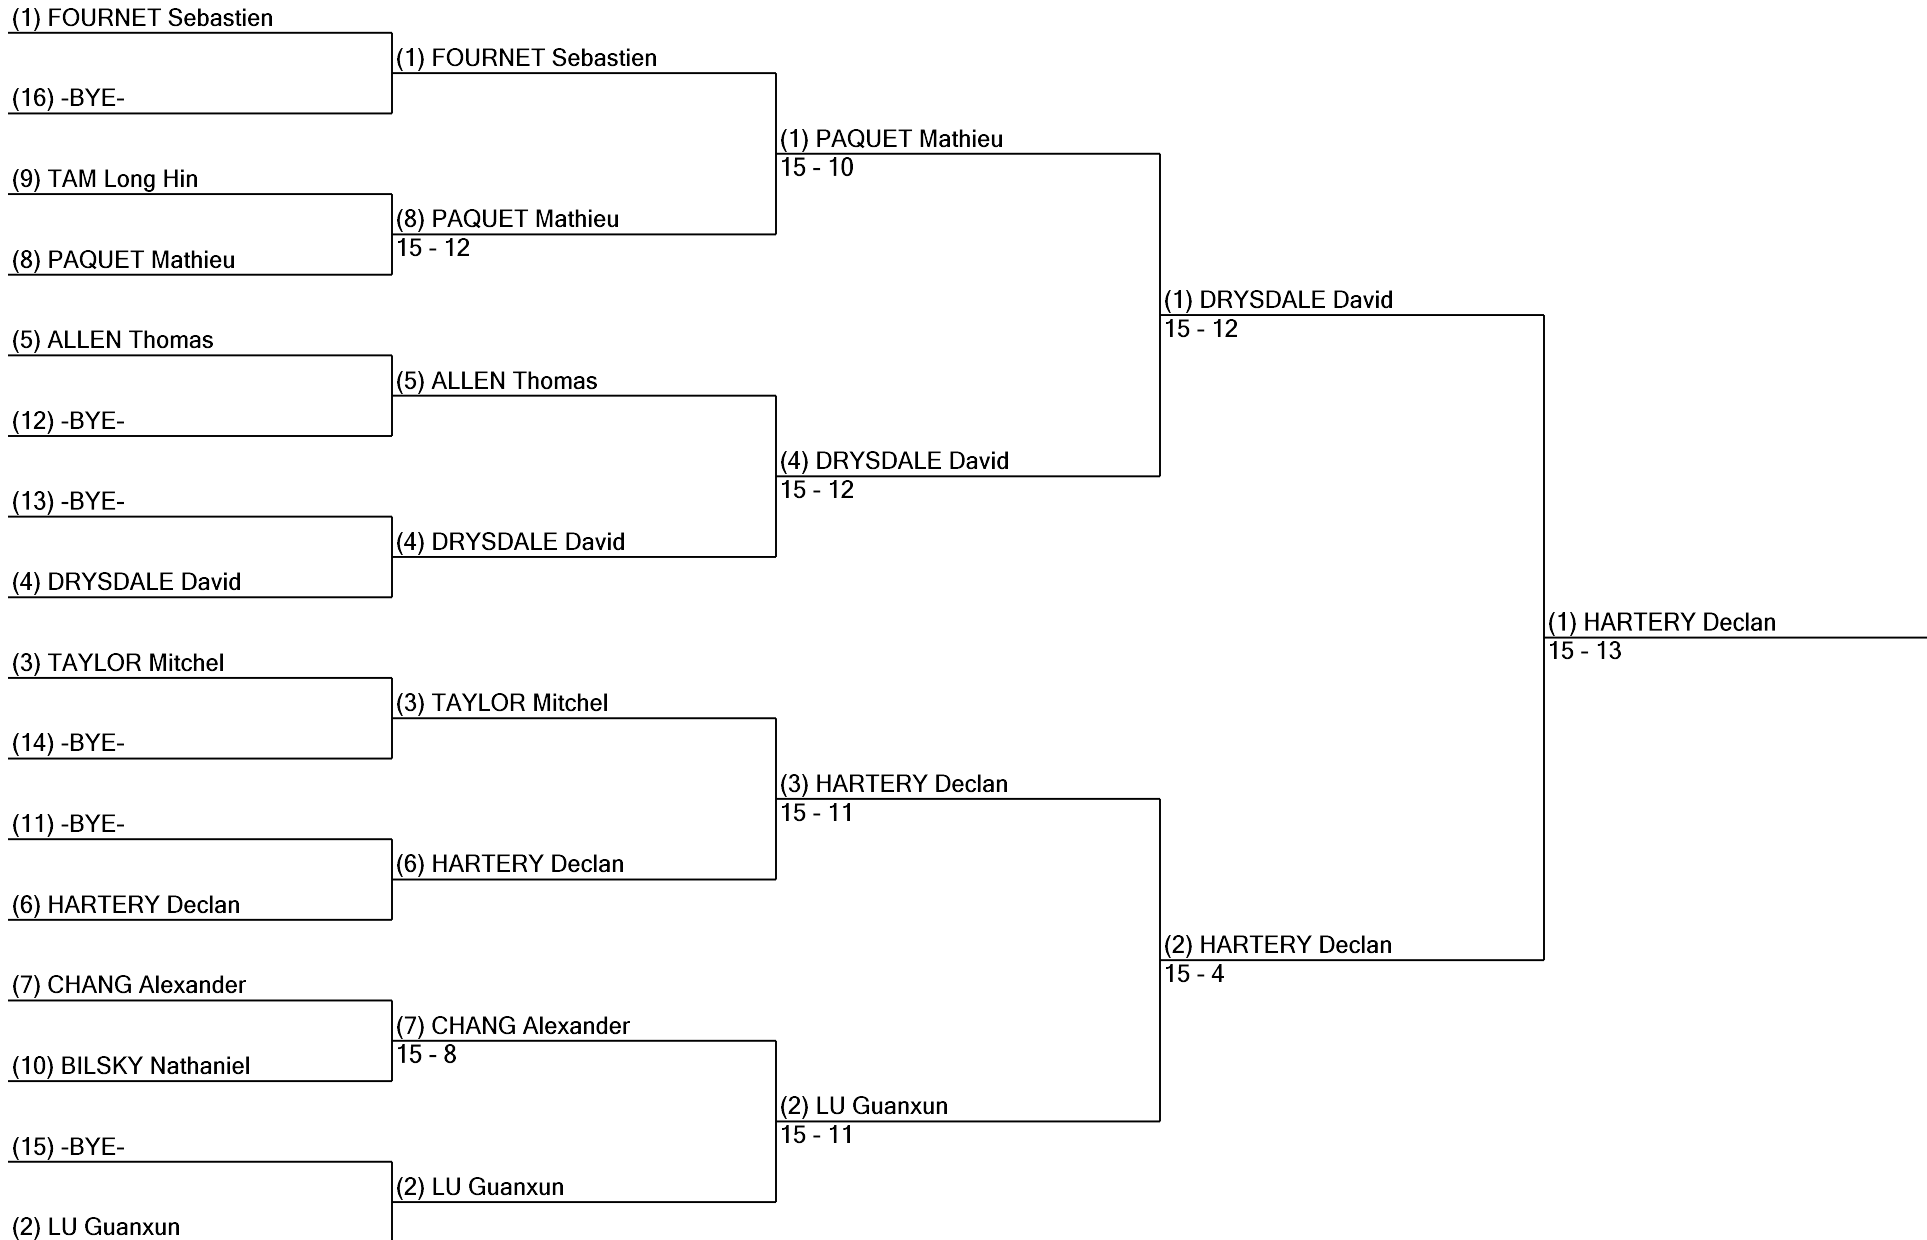 (1) FOURNET Sebastien
(16) -BYE-
(9) TAM Long Hin
(8) PAQUET Mathieu
(5) ALLEN Thomas
(12) -BYE-
(13) -BYE-
(4) DRYSDALE David
(3) TAYLOR Mitchel
(14) -BYE-
(11) -BYE-
(6) HARTERY Declan
(7) CHANG Alexander
(10) BILSKY Nathaniel
(15) -BYE-
(2) LU Guanxun
(1) FOURNET Sebastien
(8) PAQUET Mathieu
15 - 12
(5) ALLEN Thomas
(4) DRYSDALE David
(3) TAYLOR Mitchel
(6) HARTERY Declan
(7) CHANG Alexander
15 - 8
(2) LU Guanxun
(1) PAQUET Mathieu
15 - 10
(4) DRYSDALE David
15 - 12
(3) HARTERY Declan
15 - 11
(2) LU Guanxun
15 - 11
(1) DRYSDALE David
15 - 12
(2) HARTERY Declan
15 - 4
(1) HARTERY Declan
15 - 13